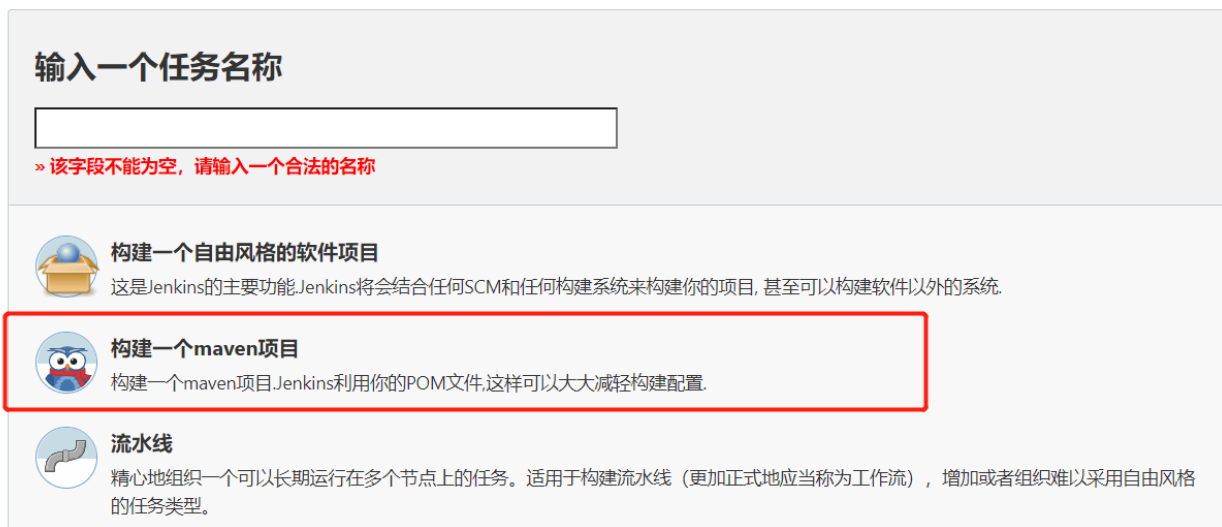 输入一个任务名称
» 该字段不能为空，请输入一个合法的名称
构建一个自由风格的软件项目
这是Jenkins的主要功能.Jenkins将会结合任何SCM和任何构建系统来构建你的项目, 甚至可以构建软件以外的系统.
构建一个maven项目
构建一个maven项目.Jenkins利用你的POM文件,这样可以大大减轻构建配置.
流水线
精心地组织一个可以长期运行在多个节点上的任务。适用于构建流水线（更加正式地应当称为工作流），增加或者组织难以采用自由风格
的任务类型。